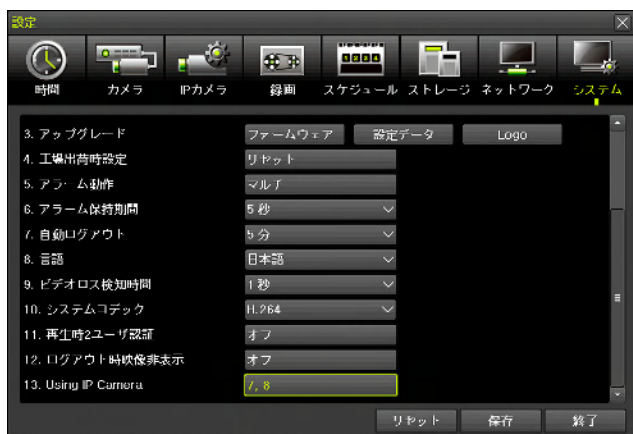 設定
時間 カメラ IPカメラ 録画 スケジュール ストレージ ネットワーク システム
3. アップグレード ファームウェア 設定データ Logo
4. 工場出荷時設定 リセット
5. アラーム動作 マルチ
6. アラーム保持期間 5 秒
7. 自動ログアウト 5 分
8. 言語 日本語
9. ビデオロス検知時間 1 秒
10. システムコデック H.264
11. 再生時2ユーザ認証 オフ
12. ログアウト時映像非表示 オフ
13. Using IP Camera 7, 8
リセット 保存 終了